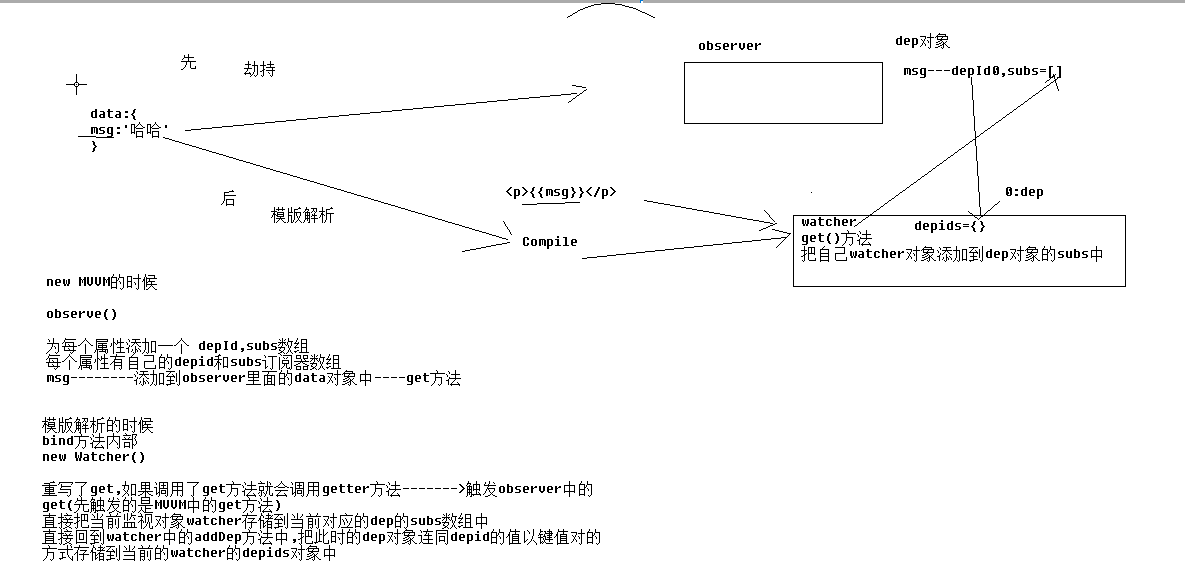 先 劫持
observer
dep对象
msg---depId0,subs=[]
data:{
msg:'哈哈'
}
后
模版解析
<p>{{msg}}</p>
Compile
0:dep
watcher
depids={}
get()方法
把自己watcher对象添加到dep对象的subs中
new MVVM的时候
observe()
为每个属性添加一个 depId,subs数组
每个属性有自己的depid和subs订阅器数组
msg--------添加到observer里面的data对象中----get方法
模版解析的时候
bind方法内部
new Watcher()
重写了get,如果调用了get方法就会调用getter方法------->触发observer中的
get(先触发的是MVVM中的get方法)
直接把当前监视对象watcher存储到当前对应的dep的subs数组中
直接回到watcher中的addDep方法中,把此时的dep对象连同depid的值以键值对的
方式存储到当前的watcher的depids对象中